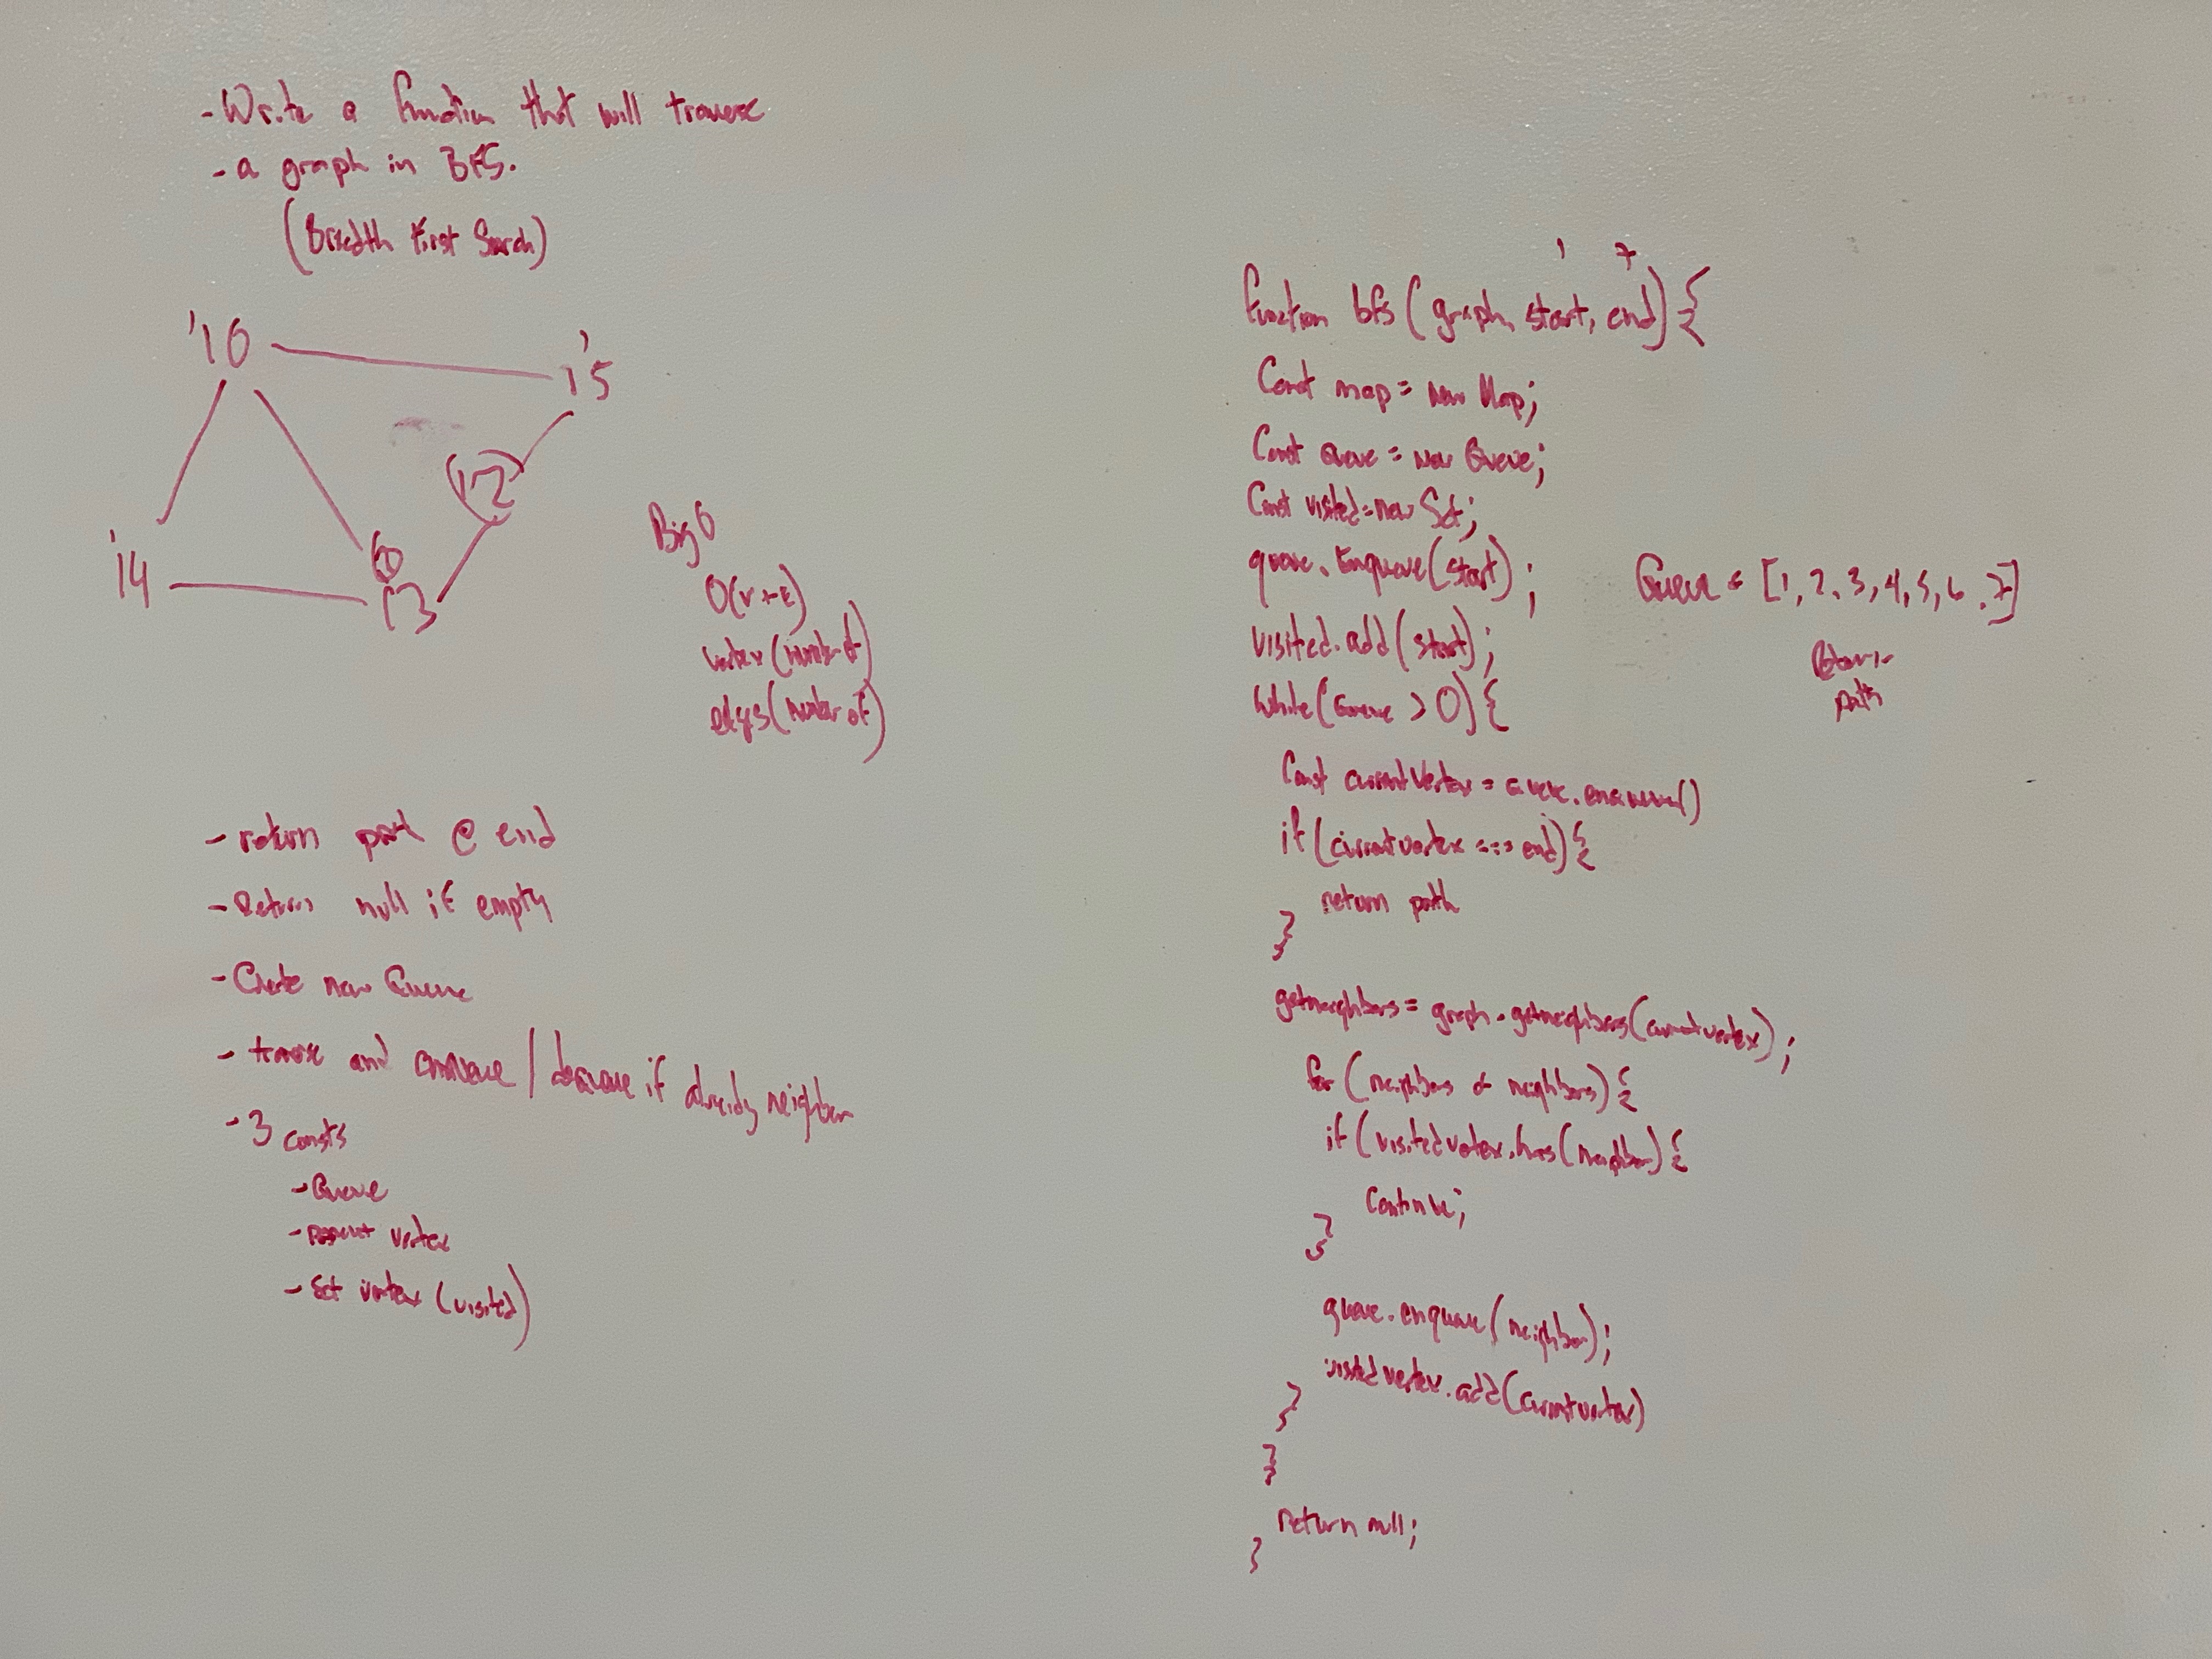 - Write a function that will traverse
- a graph in BFS.
(Breadth First Search)
'10
15
(12)
'14
13
Big O
O(v+E)
vertex (number of)
edges (number of)
- return path @ end
- Return null if empty
- Create new Queue
- traverse and enqueue / dequeue if already neighbor
- 3 consts
- Queue
- parent vertex
- Set vertex (visited)
1 7
function bfs (graph, start, end) {
Const map = new Map;
Const Queue = new Queue;
Const visited = new Set;
queue.Enqueue(start);
visited.add(start);
while (Queue > 0) {
Const currentVertex = queue.enqueue()
if (currentvertex === end) {
return path
}
getneighbors = graph.getneighbors(currentvertex);
for (neighbors of neighbors) {
if (visitedvertex.has(neighbor) {
Continue;
}
queue.enqueue(neighbor);
visitedvertex.add(currentvertex)
}
}
return null;
}
Queue = [1, 2, 3, 4, 5, 6, 7]
Return
path